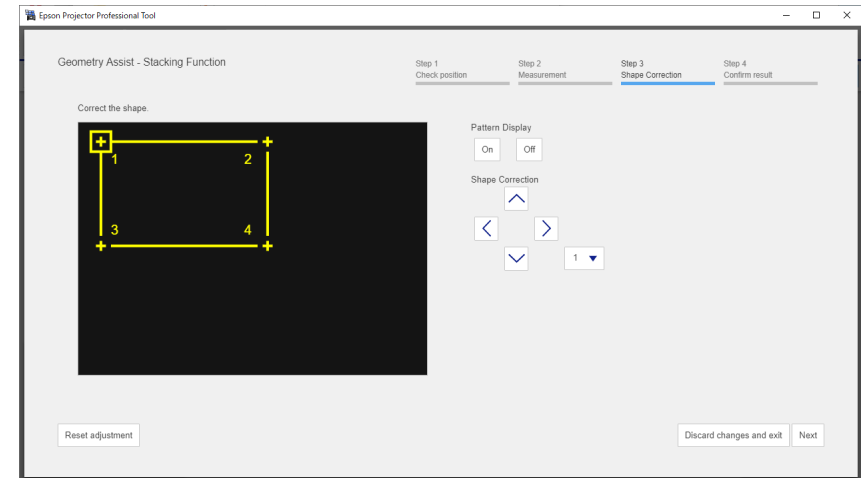 Epson Projector Professional Tool
Geometry Assist - Stacking Function
Step 1
Check position
Step 2
Measurement
Step 3
Shape Correction
Step 4
Confirm result
Correct the shape.
1
2
3
4
Pattern Display
On
Off
Shape Correction
1
Reset adjustment
Discard changes and exit
Next